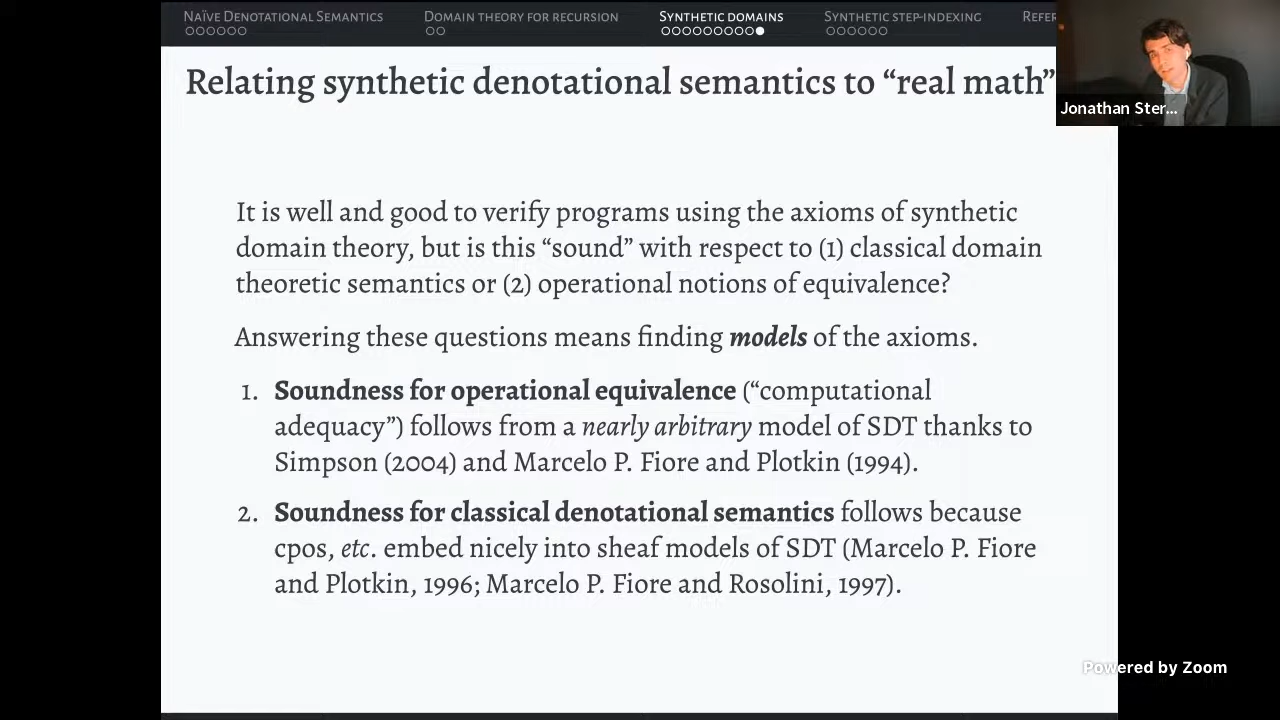 Naïve Denotational Semantics Domain theory for recursion Synthetic domains Synthetic step-indexing Refer
Relating synthetic denotational semantics to “real math”
Jonathan Ster...
It is well and good to verify programs using the axioms of synthetic
domain theory, but is this “sound” with respect to (1) classical domain
theoretic semantics or (2) operational notions of equivalence?
Answering these questions means finding models of the axioms.
1. Soundness for operational equivalence (“computational
adequacy”) follows from a nearly arbitrary model of SDT thanks to
Simpson (2004) and Marcelo P. Fiore and Plotkin (1994).
2. Soundness for classical denotational semantics follows because
cpos, etc. embed nicely into sheaf models of SDT (Marcelo P. Fiore
and Plotkin, 1996; Marcelo P. Fiore and Rosolini, 1997).
Powered by Zoom